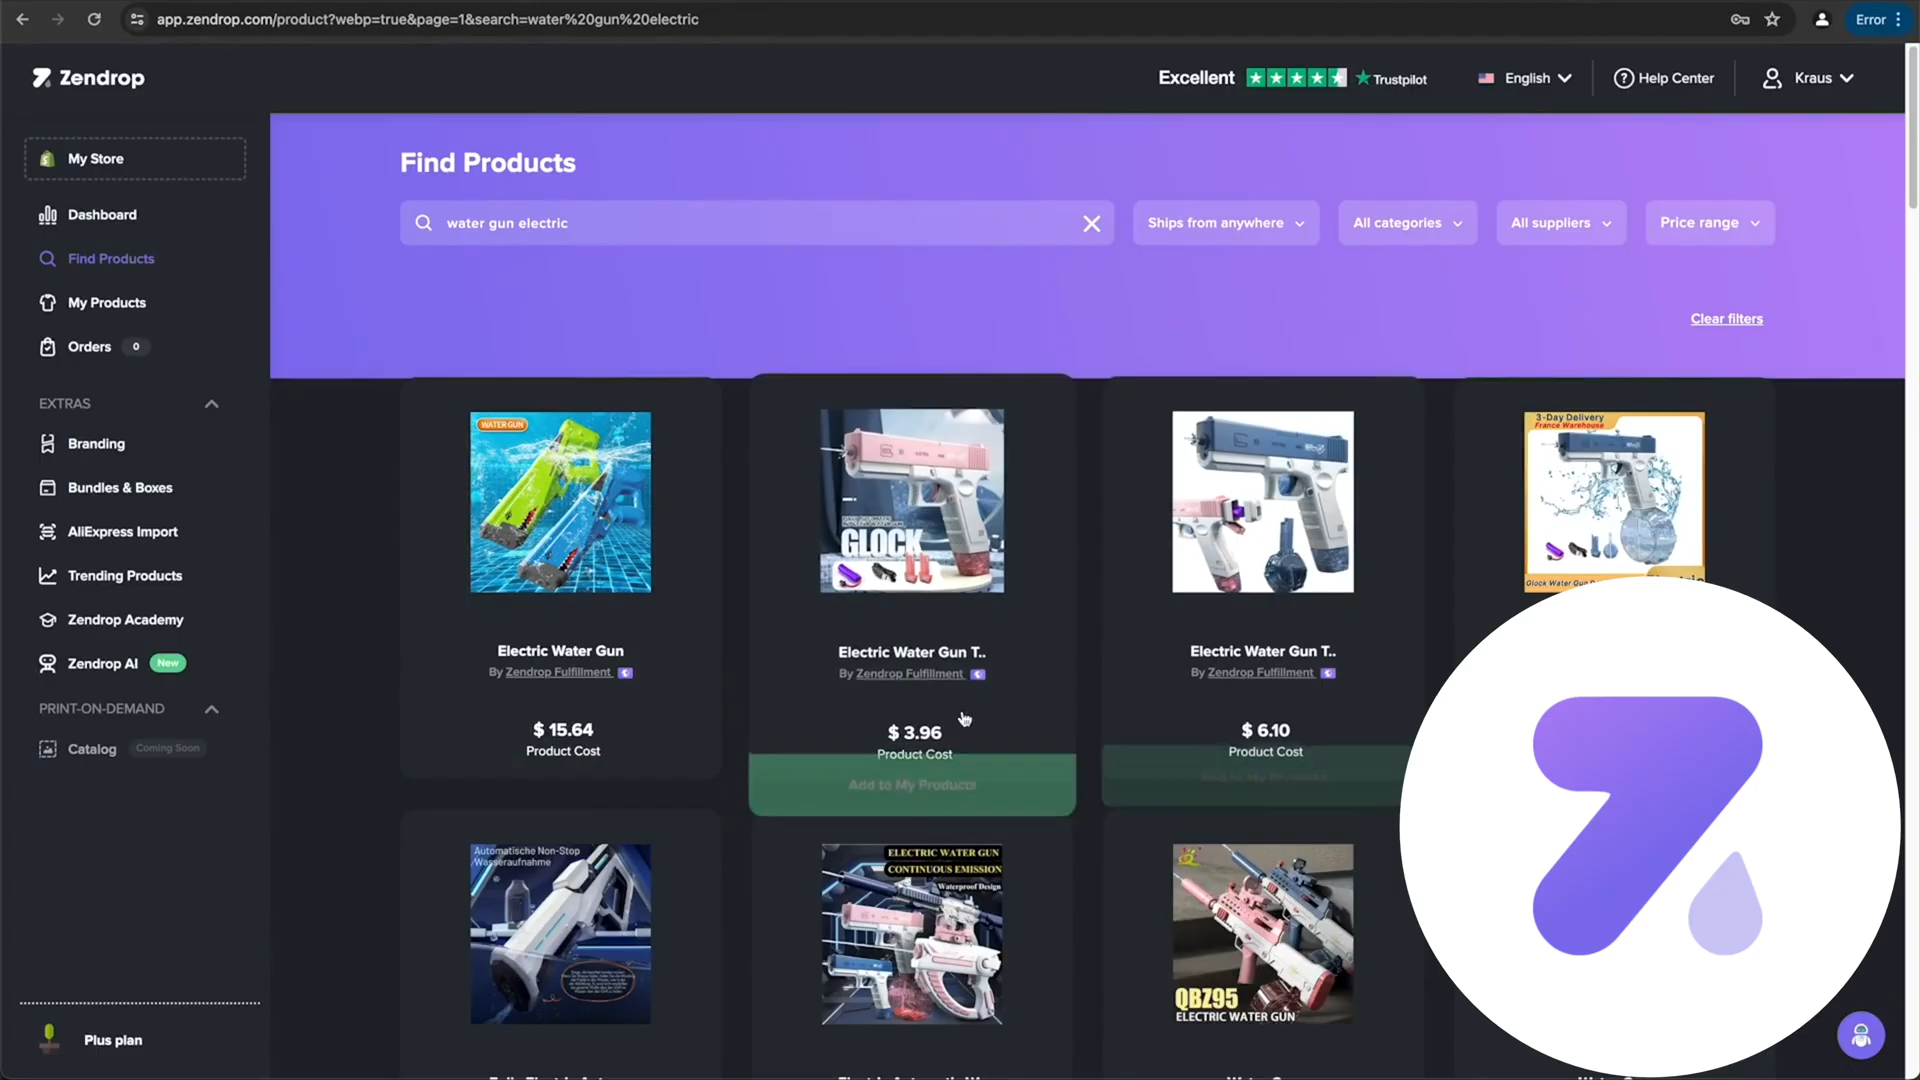 app.zendrop.com/product?webp=true&page=1&search=water%20gun%20electric
Error
Zendrop
Excellent
Trustpilot
English
Help Center
Kraus
My Store
Dashboard
Find Products
My Products
Orders 0
EXTRAS
Branding
Bundles & Boxes
AliExpress Import
Trending Products
Zendrop Academy
Zendrop AI New
PRINT-ON-DEMAND
Catalog Coming Soon
Plus plan
Find Products
water gun electric
Ships from anywhere
All categories
All suppliers
Price range
Clear filters
WATER GUN
GLOCK
3-Day Delivery
France Warehouse
Glock Water Gun
Electric Water Gun
By Zendrop Fulfillment
$ 15.64
Product Cost
Electric Water Gun T..
By Zendrop Fulfillment
$ 3.96
Product Cost
Add to My Products
Electric Water Gun T..
By Zendrop Fulfillment
$ 6.10
Product Cost
Automatische Non-Stop
Wasseraufnahme
ELECTRIC WATER GUN
CONTINUOUS EMISSION
Waterproof Design
QBZ95
ELECTRIC WATER GUN